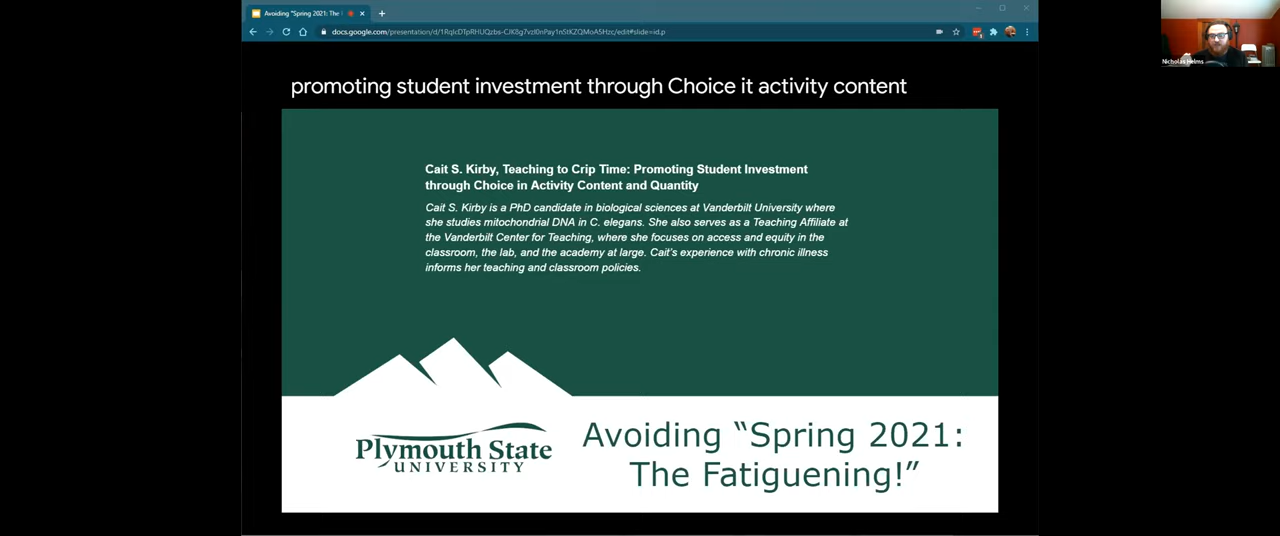 Avoiding "Spring 2021: The
docs.google.com/presentation/d/
promoting student investment through Choice it activity content
Cait S. Kirby, Teaching to Crip Time: Promoting Student Investment
through Choice in Activity Content and Quantity
Cait S. Kirby is a PhD candidate in biological sciences at Vanderbilt University where
she studies mitochondrial DNA in C. elegans. She also serves as a Teaching Affiliate at
the Vanderbilt Center for Teaching, where she focuses on access and equity in the
classroom, the lab, and the academy at large. Cait's experience with chronic illness
informs her teaching and classroom policies.
Plymouth State
UNIVERSITY
Avoiding “Spring 2021:
The Fatiguening!”
Nicholas Helms